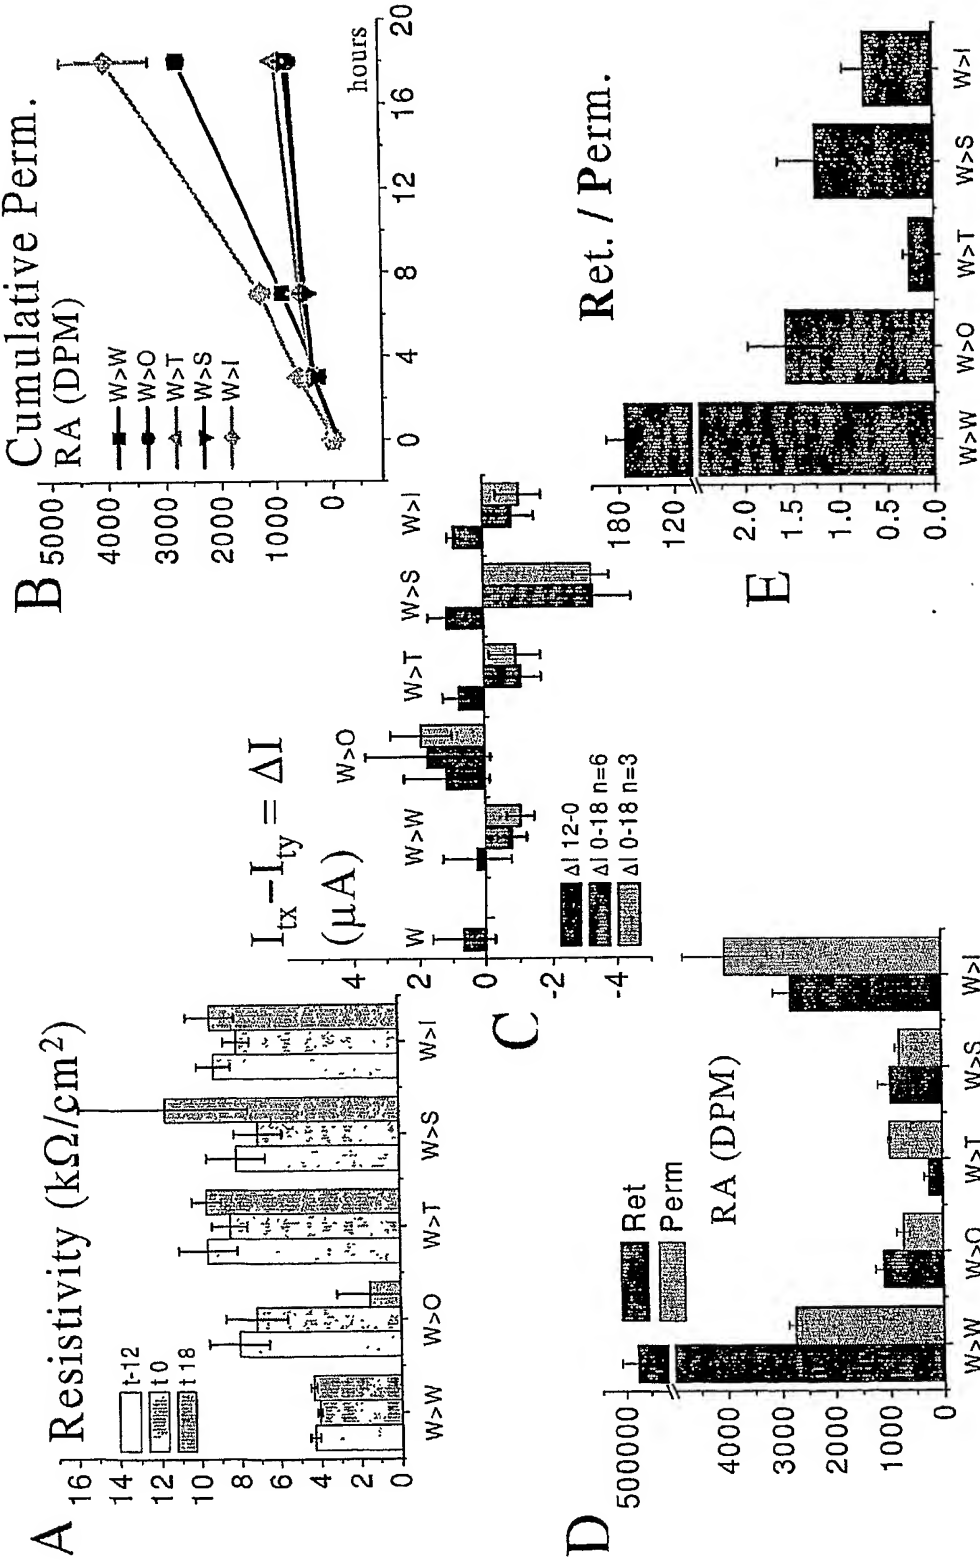 A
Resistivity (kΩ/cm²)
t-12
t 0
t 18
16
14
12
10
8
6
4
2
0
W>W
W>O
W>T
W>S
W>I
B
Cumulative Perm.
RA (DPM)
W>W
W>O
W>T
W>S
W>I
5000
4000
3000
2000
1000
0
0
4
8
12
16
20
hours
C
Itx-Ity = ΔI
(μA)
4
2
0
-2
-4
W
W>W
W>O
W>T
W>S
W>I
ΔI 12-0
ΔI 0-18 n=6
ΔI 0-18 n=3
D
Ret
Perm
RA (DPM)
500000
4000
3000
2000
1000
0
W>W
W>O
W>T
W>S
W>I
E
Ret. / Perm.
180
120
2.0
1.5
1.0
0.5
0.0
W>W
W>O
W>T
W>S
W>I